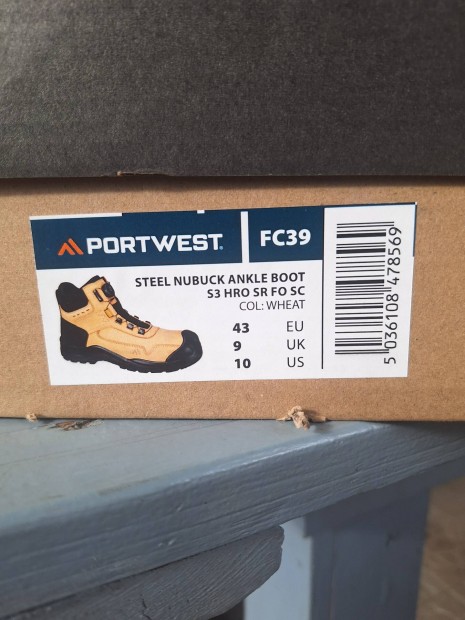 PORTWEST
FC39
STEEL NUBUCK ANKLE BOOT
S3 HRO SR FO SC
COL: WHEAT
43 EU
9 UK
10 US
5 036108 478569